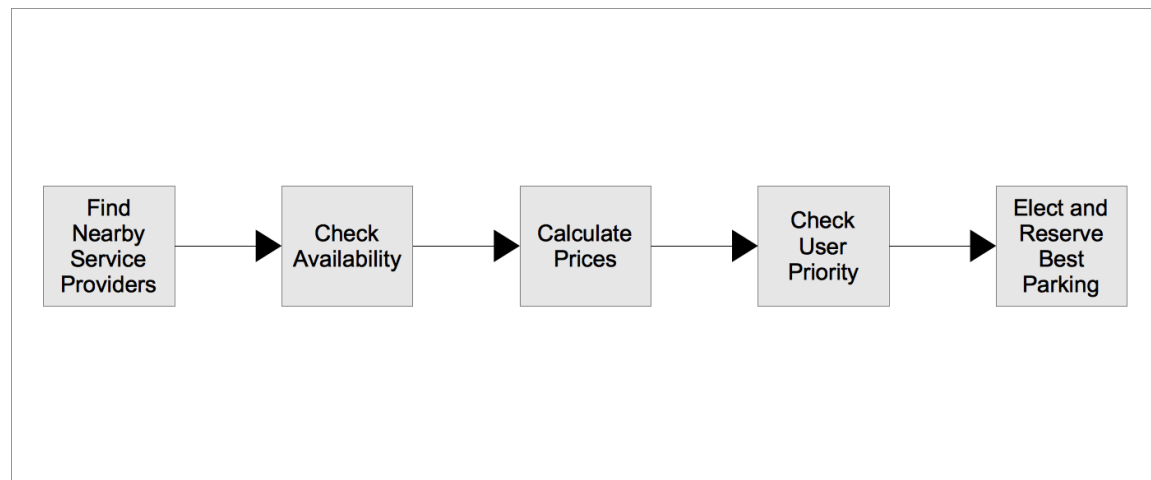 Find
Nearby
Service
Providers
Check
Availability
Calculate
Prices
Check
User
Priority
Elect and
Reserve
Best
Parking